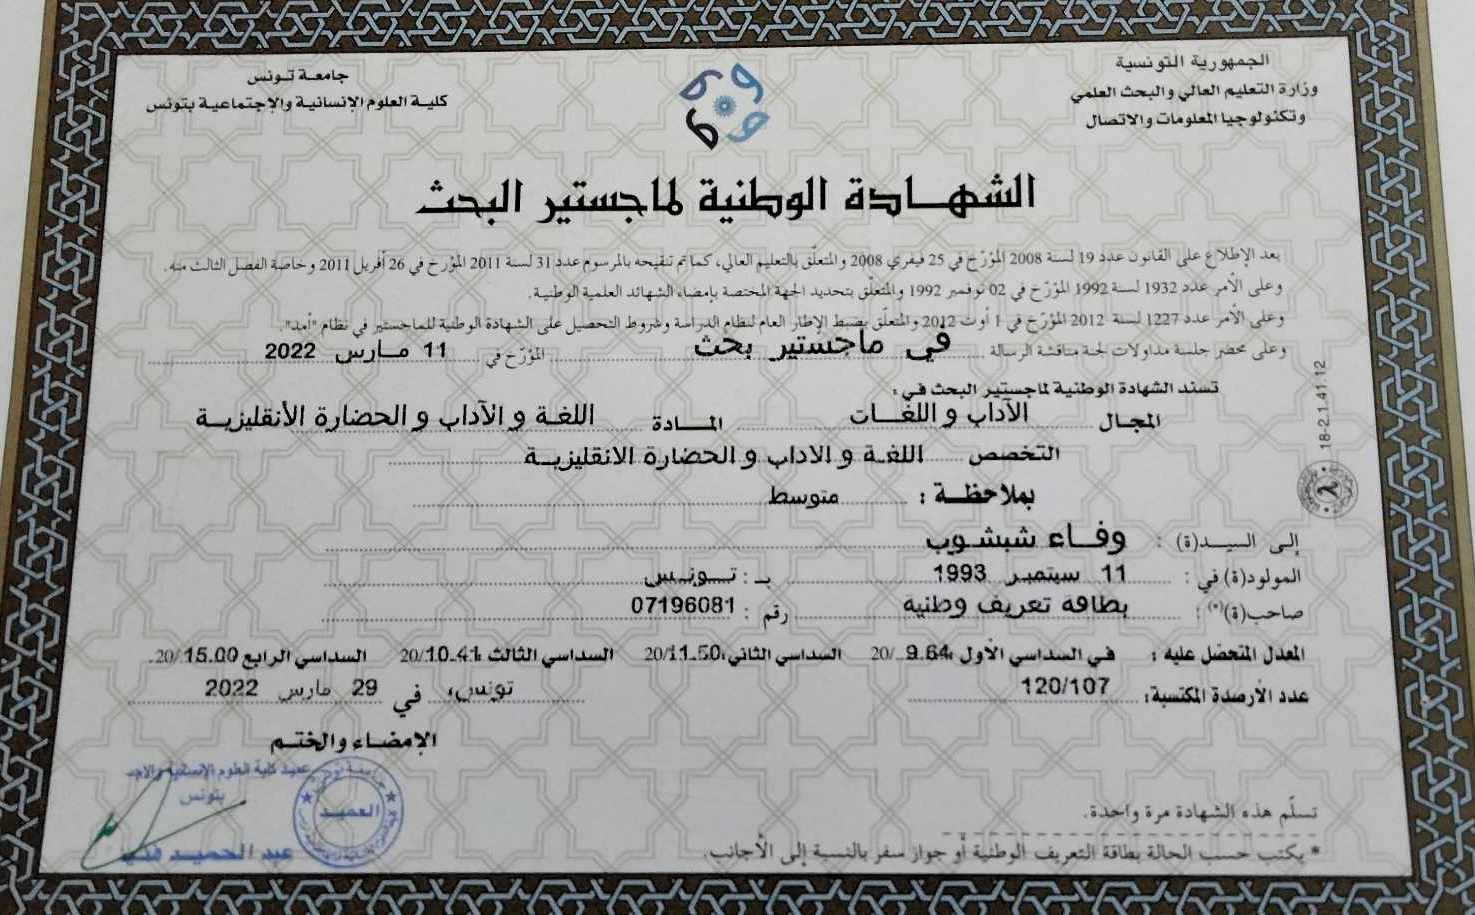 الجمهورية التونسية
وزارة التعليم العالي والبحث العلمي
وتكنولوجيا المعلومات والاتصال
جامعة تونس
كلية العلوم الإنسانية والإجتماعية بتونس
الشهادة الوطنية لماجستير البحث
بعد الإطلاع على القانون عدد 19 لسنة 2008 المؤرّخ في 25 فيفري 2008 والمتعلّق بالتعليم العالي، كما تم تنقيحه بالمرسوم عدد 31 لسنة 2011 المؤرخ في 26 أفريل 2011 وخاصة الفصل الثالث منه.
وعلى الأمر عدد 1932 لسنة 1992 المؤرّخ في 02 نوفمبر 1992 والمتعلّق بتحديد الجهة المختصة بإمضاء الشهائد العلمية الوطنية.
وعلى الأمر عدد 1227 لسنة 2012 المؤرّخ في 1 أوت 2012 والمتعلّق بضبط الإطار العام لنظام الدراسة وشروط التحصيل على الشهادة الوطنية للماجستير في نظام "أمد".
وعلى محضر جلسة مداولات لجنة مناقشة الرسالة في ماجستير بحث المؤرّخ في 11 مارس 2022
تسند الشهادة الوطنية لماجستير البحث في :
المجال الآداب و اللغات المادة اللغة و الآداب و الحضارة الأنقليزية
التخصص اللغة و الاداب و الحضارة الانقليزية
بملاحظة : متوسط
إلى السيد(ة) : وفاء شبشوب
المولود(ة) في : 11 سبتمبر 1993 بـ : تونس
صاحب(ة)(*) : بطاقة تعريف وطنية رقم : 07196081
المعدل المتحصّل عليه : في السداسي الأول 9.64 /20 السداسي الثاني 11.50 /20 السداسي الثالث 10.41 /20 السداسي الرابع 15.00 /20.
عدد الأرصدة المكتسبة: 120/107 تونس، في 29 مارس 2022
الإمضاء والختم
عميد كلية العلوم الإنسانية والاجـ
بتونس
العميد
عبد الحميد
تسلّم هذه الشهادة مرة واحدة.
* يكتب حسب الحالة بطاقة التعريف الوطنية أو جواز سفر بالنسبة إلى الأجانب.
18-2.1.41.12